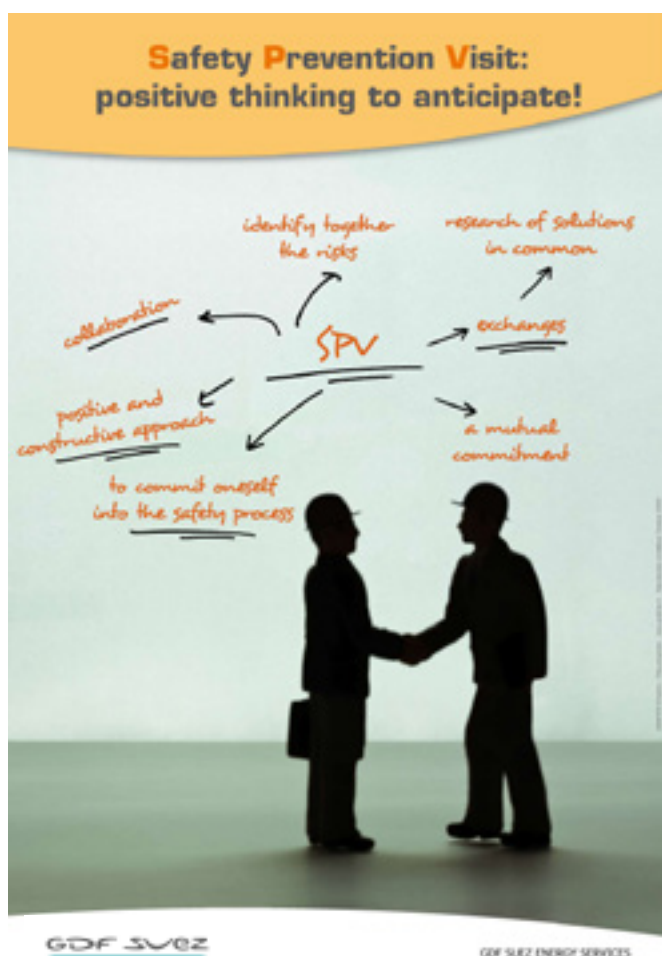 Safety Prevention Visit:
positive thinking to anticipate!
identify together
the risks
research of solutions
in common
collaboration
SPV
exchanges
positive and
constructive approach
a mutual
commitment
to commit oneself
into the safety process
GDF SUEZ
GDF SUEZ ENERGY SERVICES